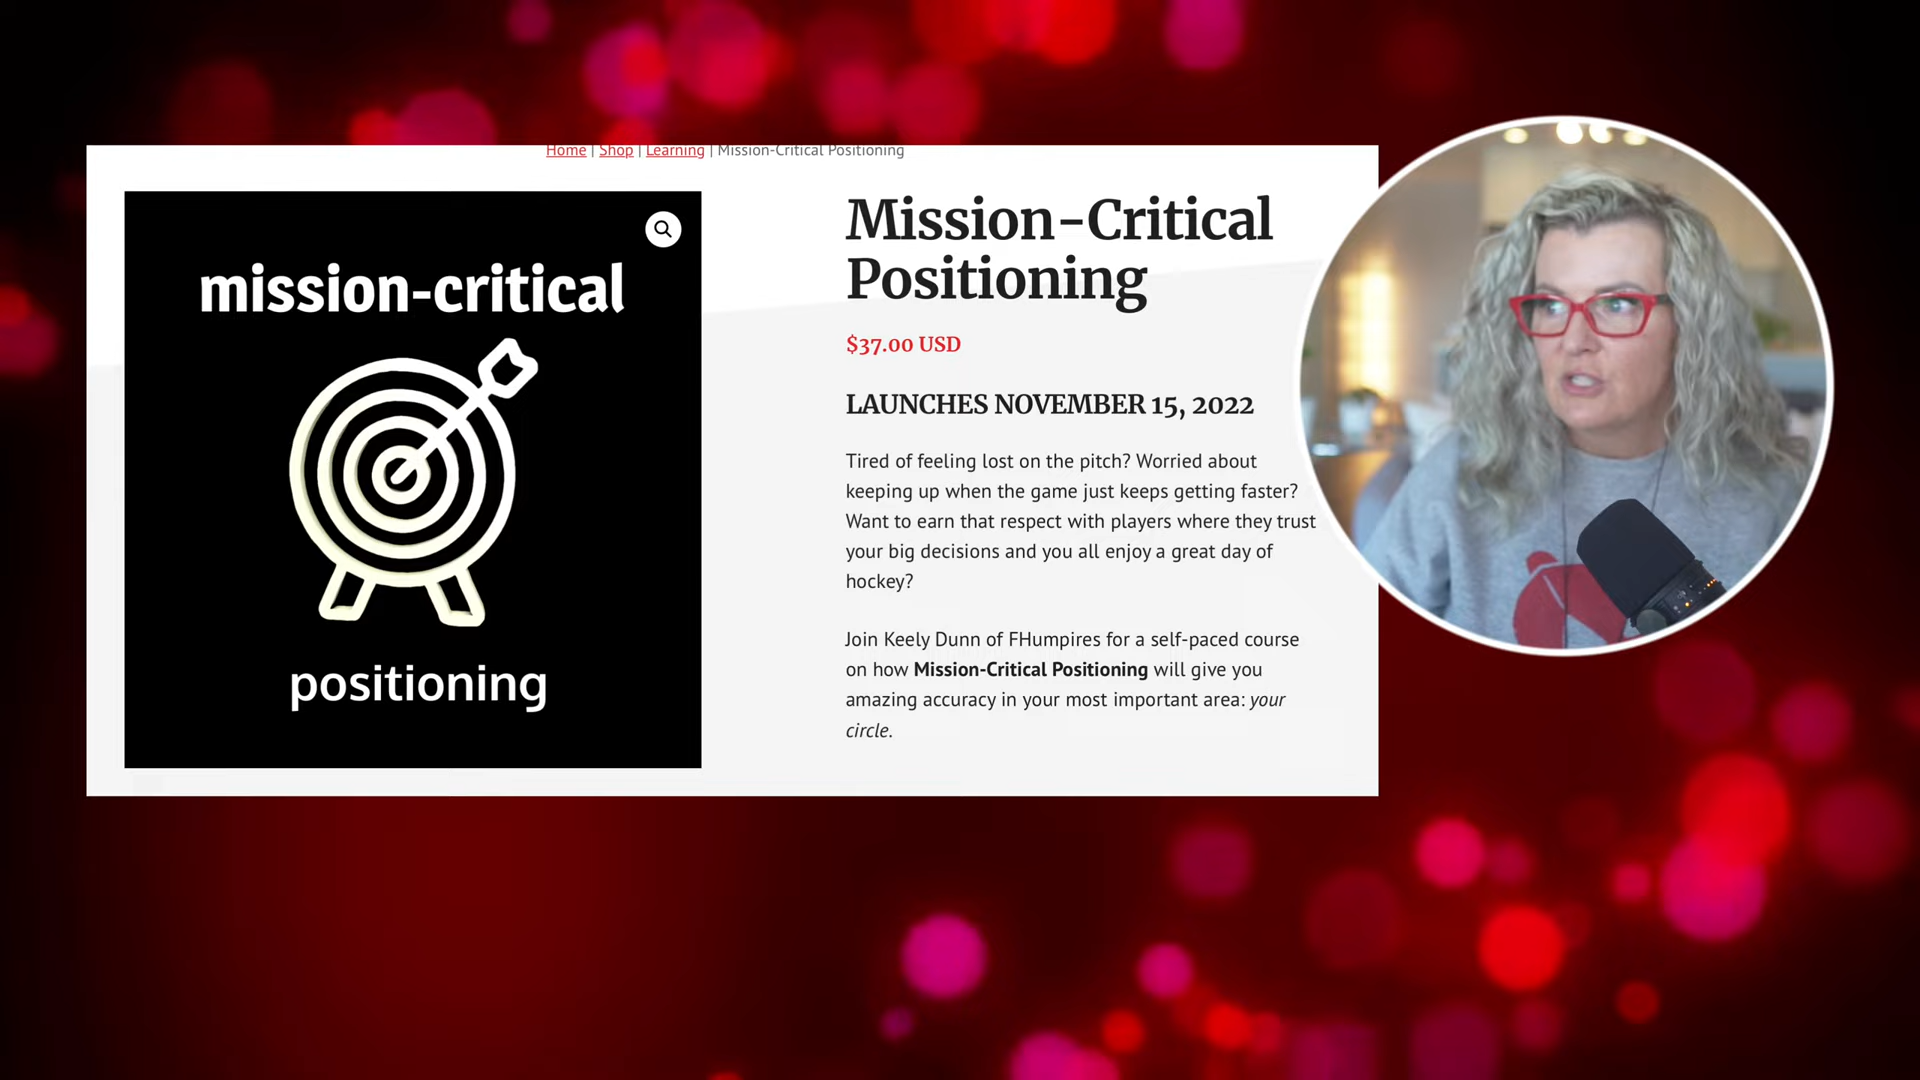 Home | Shop | Learning | Mission-Critical Positioning
mission-critical
positioning
Mission-Critical
Positioning
$37.00 USD
LAUNCHES NOVEMBER 15, 2022
Tired of feeling lost on the pitch? Worried about
keeping up when the game just keeps getting faster?
Want to earn that respect with players where they trust
your big decisions and you all enjoy a great day of
hockey?
Join Keely Dunn of FHumpires for a self-paced course
on how Mission-Critical Positioning will give you
amazing accuracy in your most important area: your
circle.